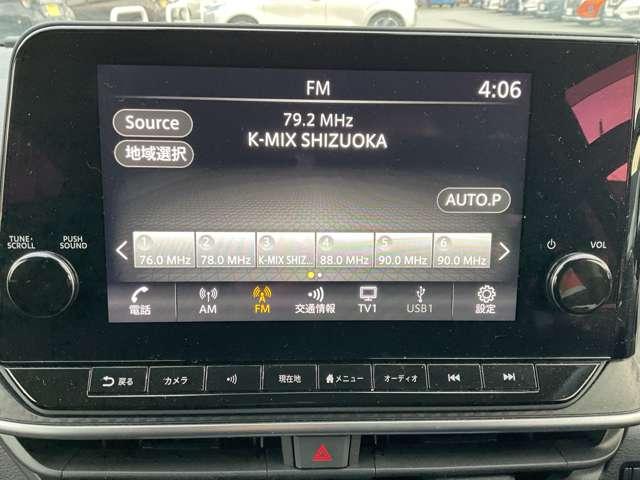 FM
4:06
Source
79.2 MHz
K-MIX SHIZUOKA
地域選択
AUTO.P
1 2 3 4 5 6
76.0 MHz 78.0 MHz K-MIX SHIZ... 88.0 MHz 90.0 MHz 90.0 MHz
電話 AM FM 交通情報 TV1 USB1 設定
TUNE・SCROLL
PUSH SOUND
VOL
戻る カメラ 現在地 メニュー オーディオ